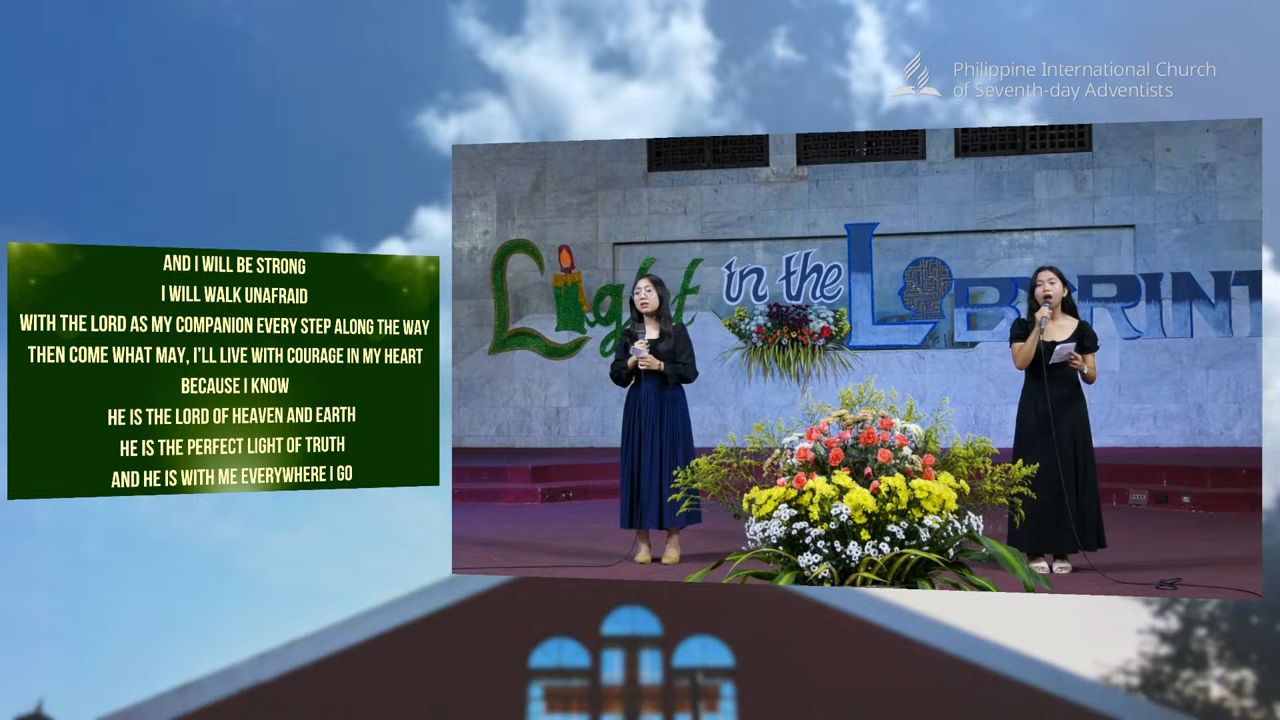 Philippine International Church
of Seventh-day Adventists
AND I WILL BE STRONG
I WILL WALK UNAFRAID
WITH THE LORD AS MY COMPANION EVERY STEP ALONG THE WAY
THEN COME WHAT MAY, I'LL LIVE WITH COURAGE IN MY HEART
BECAUSE I KNOW
HE IS THE LORD OF HEAVEN AND EARTH
HE IS THE PERFECT LIGHT OF TRUTH
AND HE IS WITH ME EVERYWHERE I GO
Light in the LABYRINT